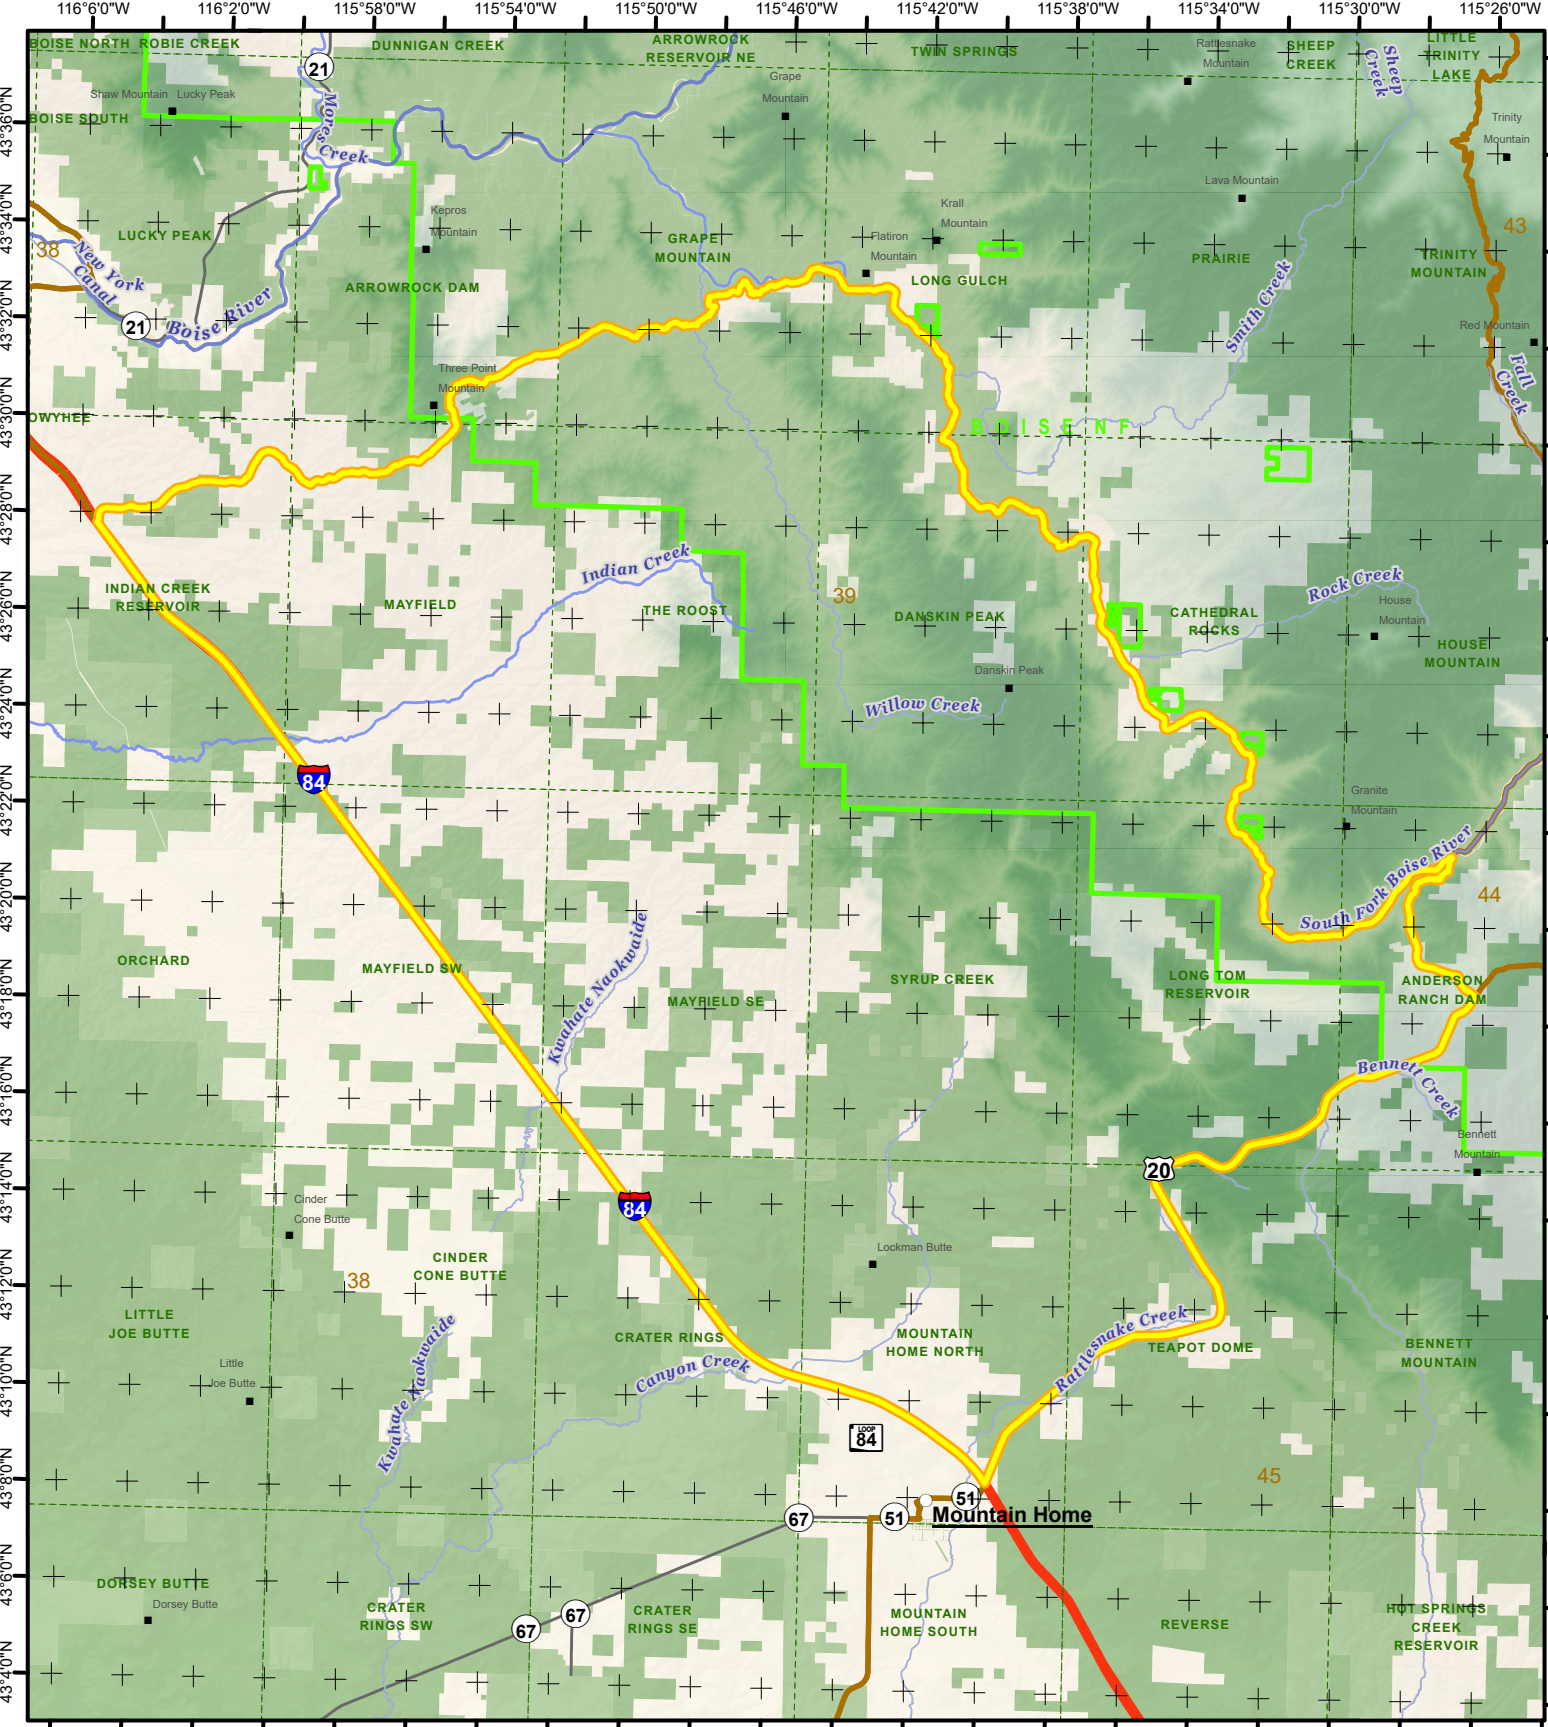 116°6'0"W
116°2'0"W
115°58'0"W
115°54'0"W
115°50'0"W
115°46'0"W
115°42'0"W
115°38'0"W
115°34'0"W
115°30'0"W
115°26'0"W
43°36'0"N
43°34'0"N
43°32'0"N
43°30'0"N
43°28'0"N
43°26'0"N
43°24'0"N
43°22'0"N
43°20'0"N
43°18'0"N
43°16'0"N
43°14'0"N
43°12'0"N
43°10'0"N
43°8'0"N
43°6'0"N
43°4'0"N
BOISE NORTH
ROBIE CREEK
DUNNIGAN CREEK
ARROWROCK
RESERVOIR NE
TWIN SPRINGS
SHEEP
CREEK
LITTLE
TRINITY
LAKE
21
Rattlesnake
Mountain
Sheep
Creek
Grape
Mountain
Shaw Mountain
Lucky Peak
BOISE SOUTH
Mores
Creek
Trinity
Mountain
Lava Mountain
Kepros
Mountain
Krall
Mountain
Flatiron
Mountain
LUCKY PEAK
GRAPE
MOUNTAIN
43
38
New York
Canal
TRINITY
MOUNTAIN
PRAIRIE
LONG GULCH
ARROWROCK DAM
Boise River
21
Smith Creek
Red Mountain
Fall
Creek
Three Point
Mountain
OWYHEE
BOISE NF
Indian Creek
INDIAN CREEK
RESERVOIR
MAYFIELD
THE ROOST
39
DANSKIN PEAK
CATHEDRAL
ROCKS
Rock Creek
House
Mountain
HOUSE
MOUNTAIN
Danskin Peak
Willow Creek
84
Granite
Mountain
South Fork Boise River
44
Kwahate Naokwaide
ORCHARD
MAYFIELD SW
MAYFIELD SE
SYRUP CREEK
LONG TOM
RESERVOIR
ANDERSON
RANCH DAM
Bennett Creek
Bennett
Mountain
20
84
Cinder
Cone Butte
CINDER
CONE BUTTE
Lockman Butte
38
LITTLE
JOE BUTTE
Kwahate Naokwaide
CRATER RINGS
Canyon Creek
MOUNTAIN
HOME NORTH
Rattlesnake Creek
TEAPOT DOME
BENNETT
MOUNTAIN
Little
Joe Butte
LOOP
84
45
51
67
51
Mountain Home
DORSEY BUTTE
Dorsey Butte
CRATER
RINGS SW
67
67
CRATER
RINGS SE
MOUNTAIN
HOME SOUTH
REVERSE
HOT SPRINGS
CREEK
RESERVOIR